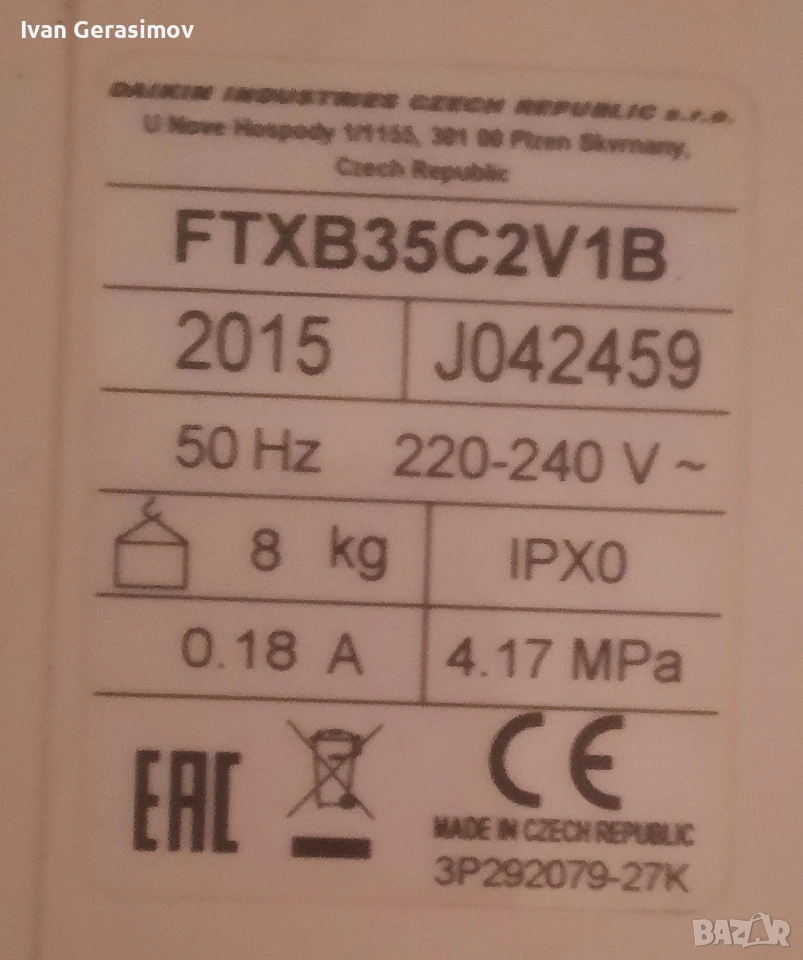 Ivan Gerasimov
DAIKIN INDUSTRIES CZECH REPUBLIC s.r.o.
U Nove Hospody 1/1155, 301 00 Plzen Skvrnany,
Czech Republic
FTXB35C2V1B
2015 J042459
50 Hz 220-240 V ~
8 kg IPX0
0.18 A 4.17 MPa
EAC CE
MADE IN CZECH REPUBLIC
3P292079-27K
BAZAR